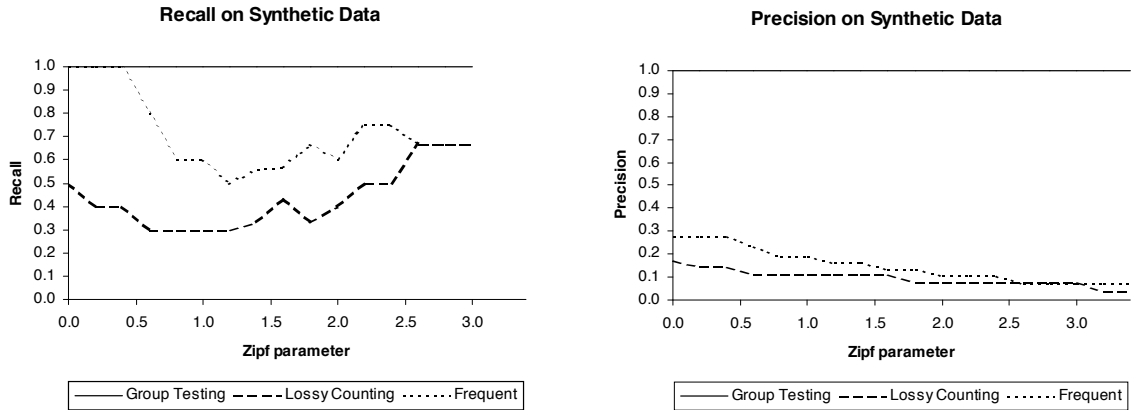 Recall on Synthetic Data
1.0
0.9
0.8
0.7
0.6
0.5
0.4
0.3
0.2
0.1
0.0
Recall
0.0 0.5 1.0 1.5 2.0 2.5 3.0
Zipf parameter
Group Testing Lossy Counting Frequent
Precision on Synthetic Data
1.0
0.9
0.8
0.7
0.6
0.5
0.4
0.3
0.2
0.1
0.0
Precision
0.0 0.5 1.0 1.5 2.0 2.5 3.0
Zipf parameter
Group Testing Lossy Counting Frequent